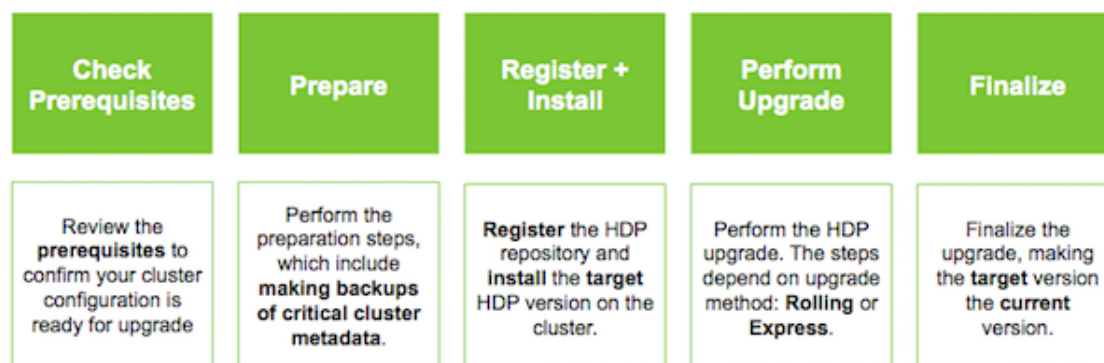 Check
Prerequisites
Prepare
Register +
Install
Perform
Upgrade
Finalize
Review the
prerequisites to
confirm your cluster
configuration is
ready for upgrade
Perform the
preparation steps,
which include
making backups
of critical cluster
metadata.
Register the HDP
repository and
install the target
HDP version on the
cluster.
Perform the HDP
upgrade. The steps
depend on upgrade
method: Rolling or
Express.
Finalize the
upgrade, making
the target version
the current
version.